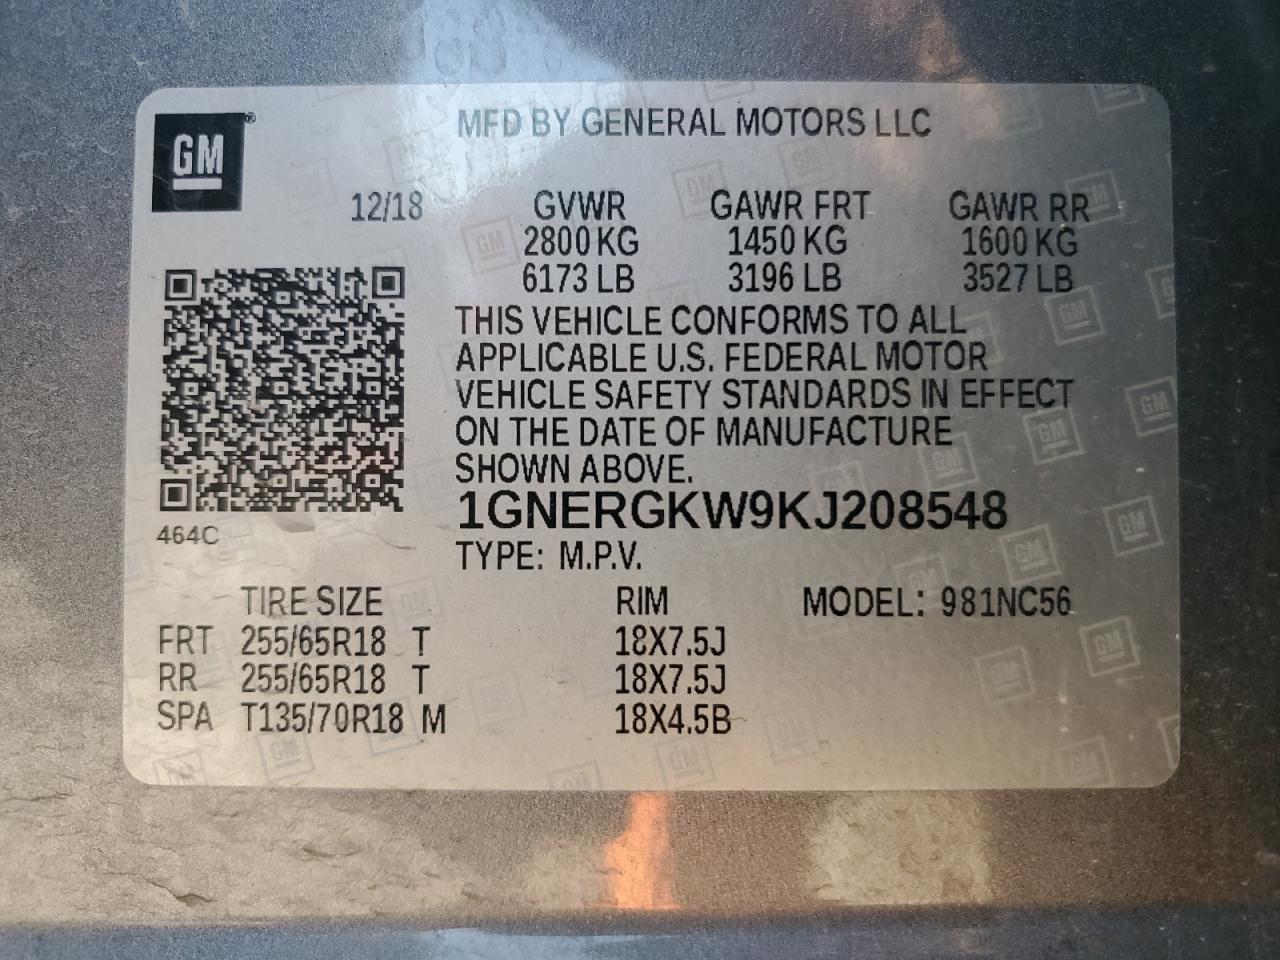 GM®
MFD BY GENERAL MOTORS LLC
12/18 GVWR GAWR FRT GAWR RR
2800 KG 1450 KG 1600 KG
6173 LB 3196 LB 3527 LB
THIS VEHICLE CONFORMS TO ALL
APPLICABLE U.S. FEDERAL MOTOR
VEHICLE SAFETY STANDARDS IN EFFECT
ON THE DATE OF MANUFACTURE
SHOWN ABOVE.
1GNERGKW9KJ208548
464C
TYPE: M.P.V.
TIRE SIZE RIM MODEL: 981NC56
FRT 255/65R18 T 18X7.5J
RR 255/65R18 T 18X7.5J
SPA T135/70R18 M 18X4.5B